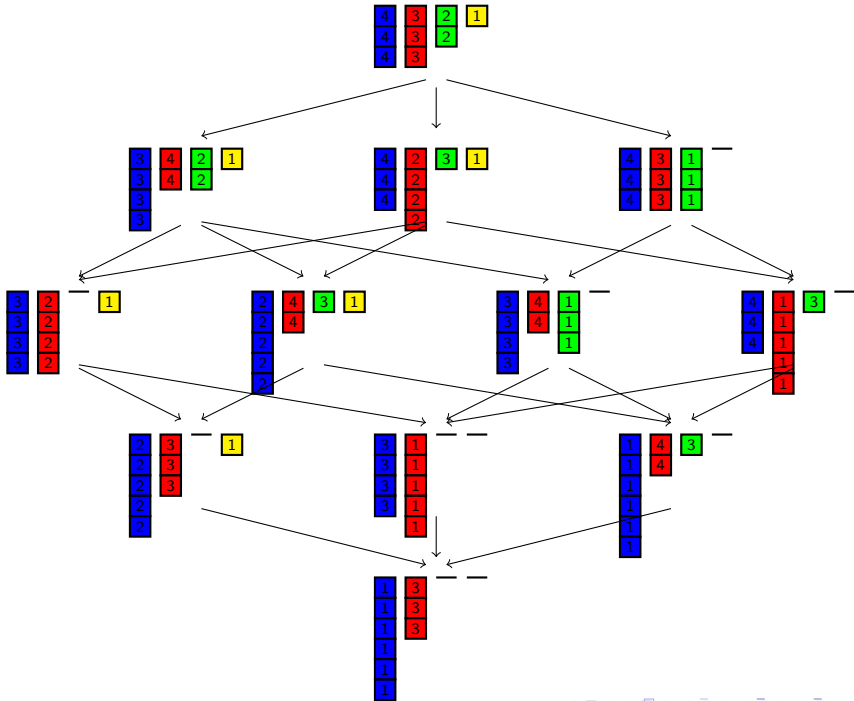 4 3 2 1
4 3 2
4 3
3 4 2 1 4 2 3 1 4 3 1
3 4 2 4 2 4 3 1
3 4 2 4 3 1
3 2
3 2 1 2 4 3 1 3 4 1 4 1 3
3 2 2 4 3 4 1 4 1
3 2 2 3 1 4 1
3 2 2 3 1
2 1
2 3 1 3 1 1 4 3
2 3 3 1 1 4
2 3 3 1 1
2 3 1 1
2 1 1
1
1 3
1 3
1 3
1
1
1